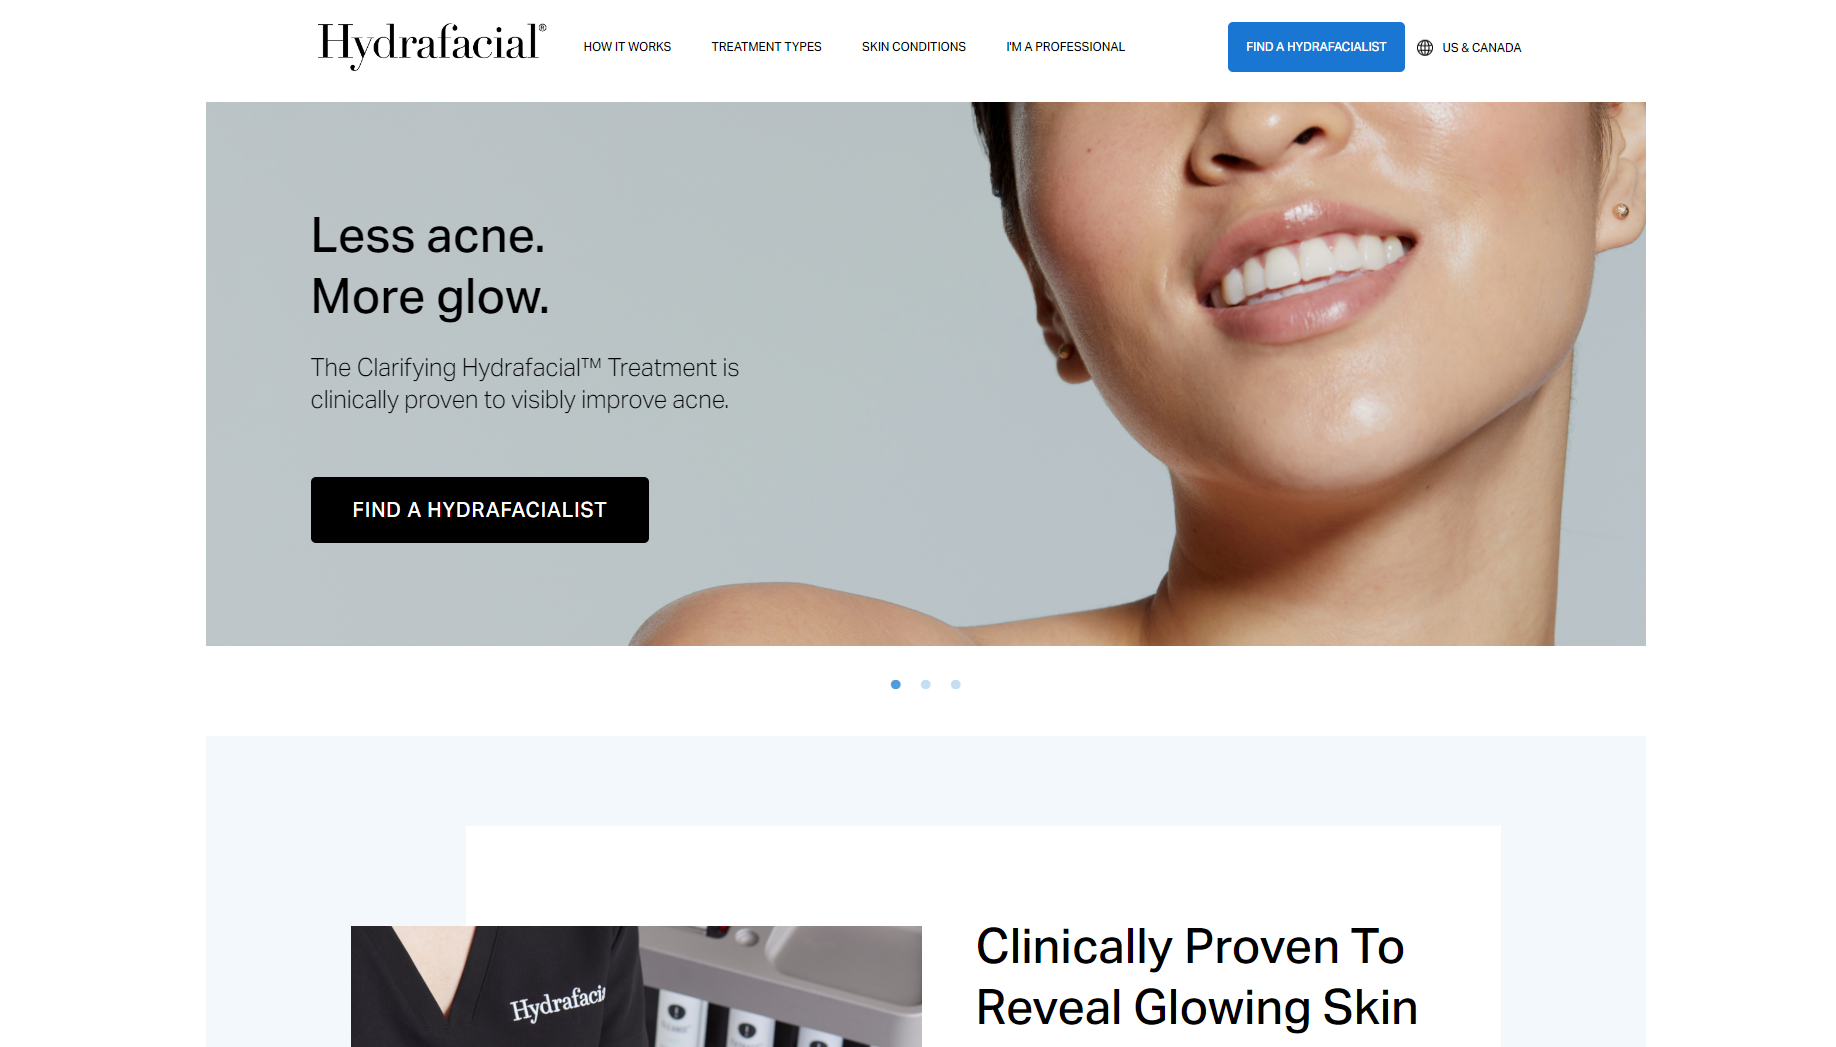 Hydrafacial®
HOW IT WORKS
TREATMENT TYPES
SKIN CONDITIONS
I'M A PROFESSIONAL
FIND A HYDRAFACIALIST
US & CANADA
Less acne.
More glow.
The Clarifying Hydrafacial™ Treatment is
clinically proven to visibly improve acne.
FIND A HYDRAFACIALIST
Clinically Proven To
Reveal Glowing Skin
Hydrafacia